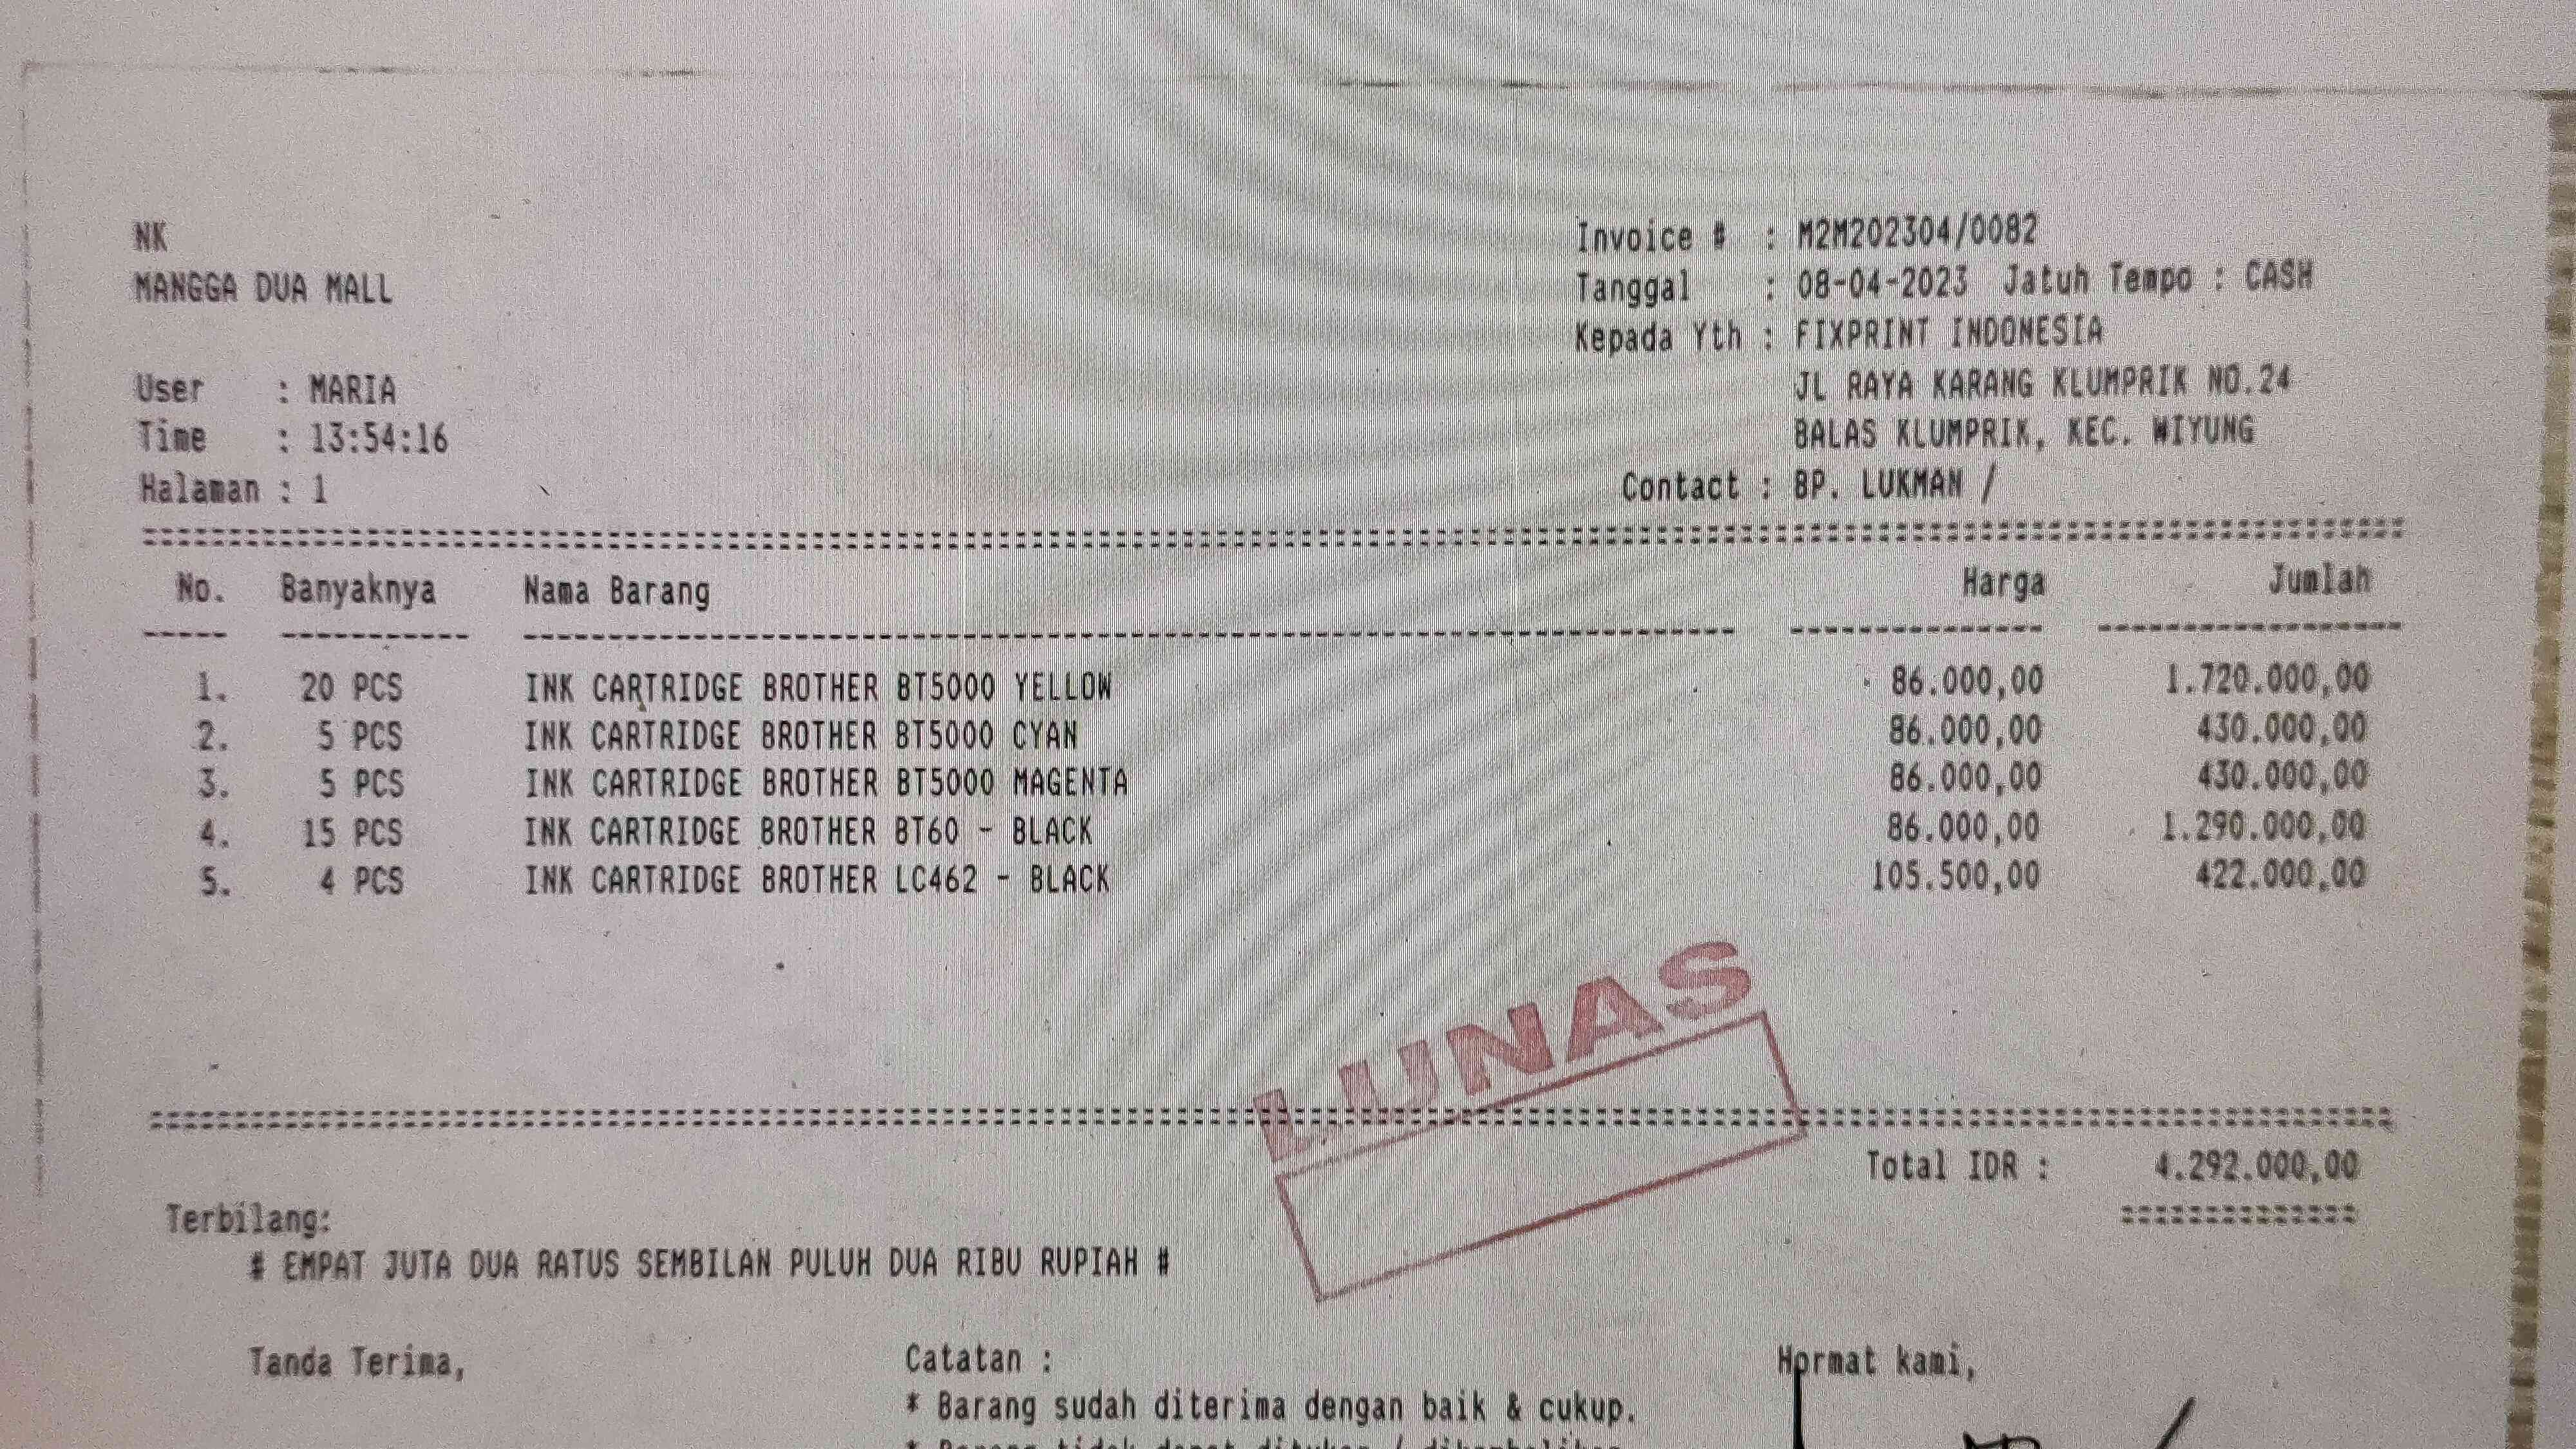 NK
MANGGA DUA MALL
Invoice # : M2M202304/0082
Tanggal : 08-04-2023 Jatuh Tempo : CASH
Kepada Yth : FIXPRINT INDONESIA
JL RAYA KARANG KLUMPRIK NO.24
BALAS KLUMPRIK, KEC. WIYUNG
Contact : BP. LUKMAN /
User : MARIA
Time : 13:54:16
Halaman : 1
No. Banyaknya Nama Barang Harga Jumlah
1. 20 PCS INK CARTRIDGE BROTHER BT5000 YELLOW 86.000,00 1.720.000,00
2. 5 PCS INK CARTRIDGE BROTHER BT5000 CYAN 86.000,00 430.000,00
3. 5 PCS INK CARTRIDGE BROTHER BT5000 MAGENTA 86.000,00 430.000,00
4. 15 PCS INK CARTRIDGE BROTHER BT60 - BLACK 86.000,00 1.290.000,00
5. 4 PCS INK CARTRIDGE BROTHER LC462 - BLACK 105.500,00 422.000,00
LUNAS
Total IDR : 4.292.000,00
Terbilang:
# EMPAT JUTA DUA RATUS SEMBILAN PULUH DUA RIBU RUPIAH #
Tanda Terima, Catatan : Hormat kami,
* Barang sudah diterima dengan baik & cukup.